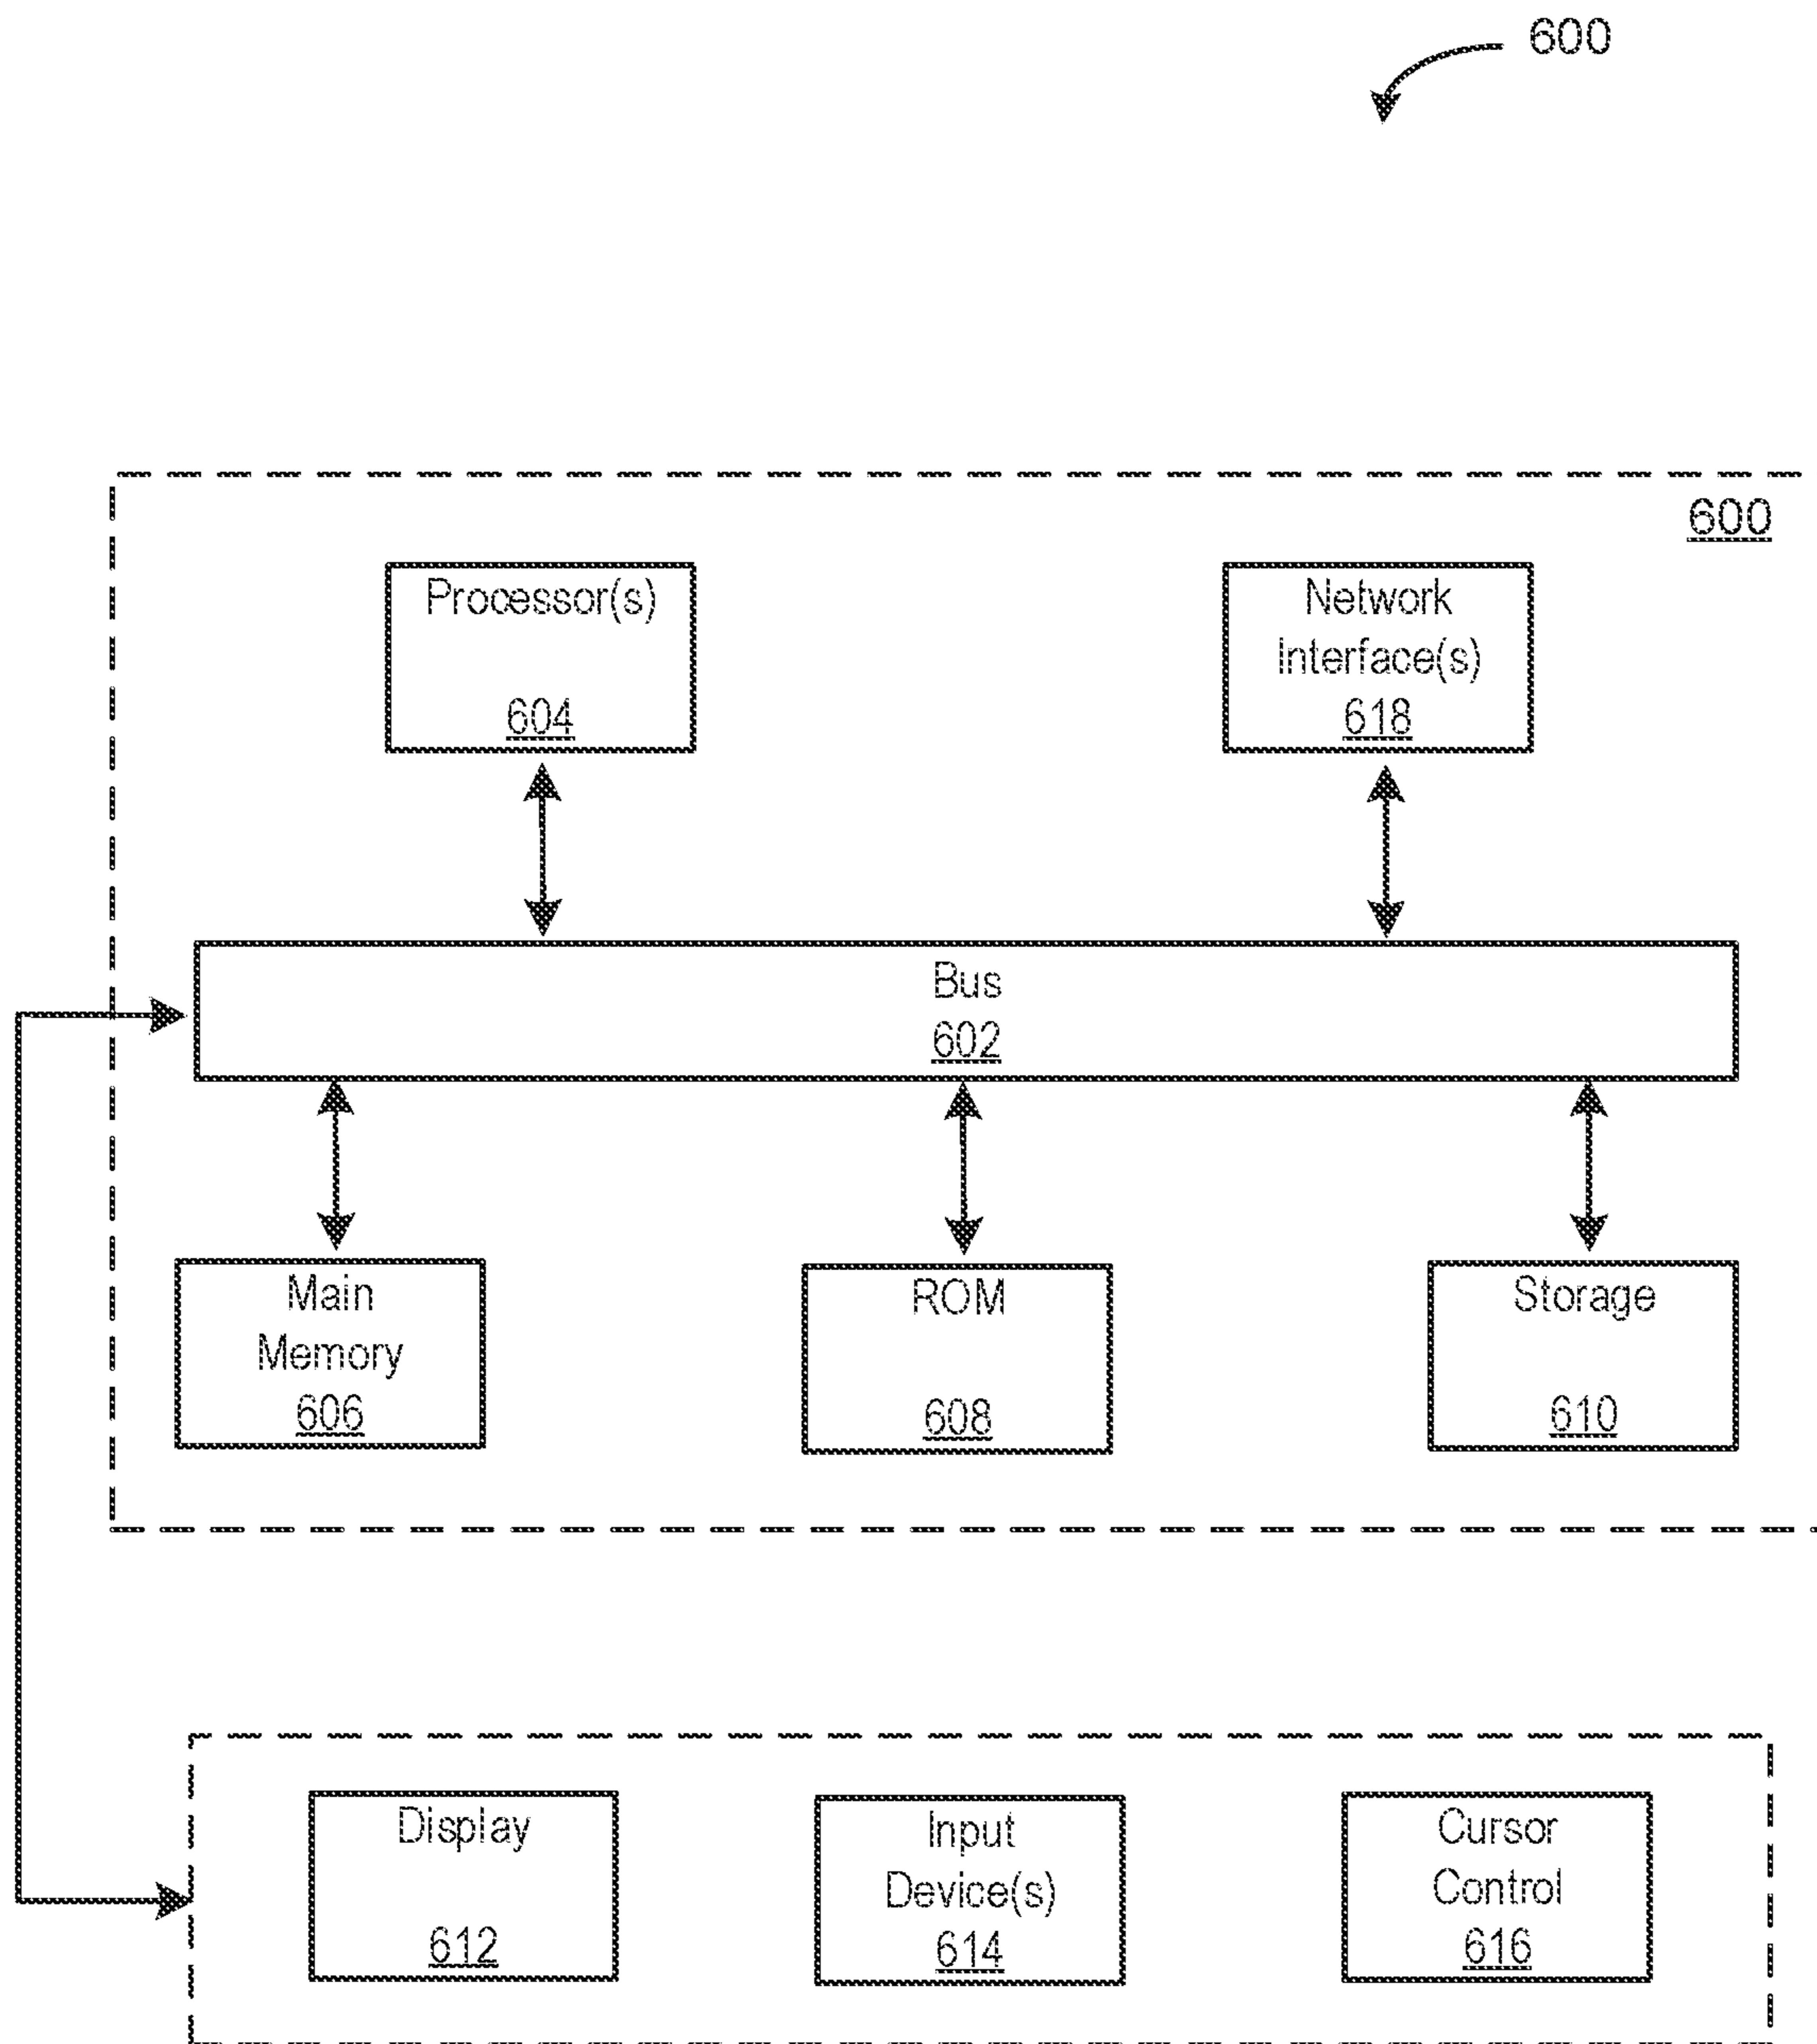 600
600
Processor(s)
604
Network
Interface(s)
618
Bus
602
Main
Memory
606
ROM
608
Storage
610
Display
612
Input
Device(s)
614
Cursor
Control
616